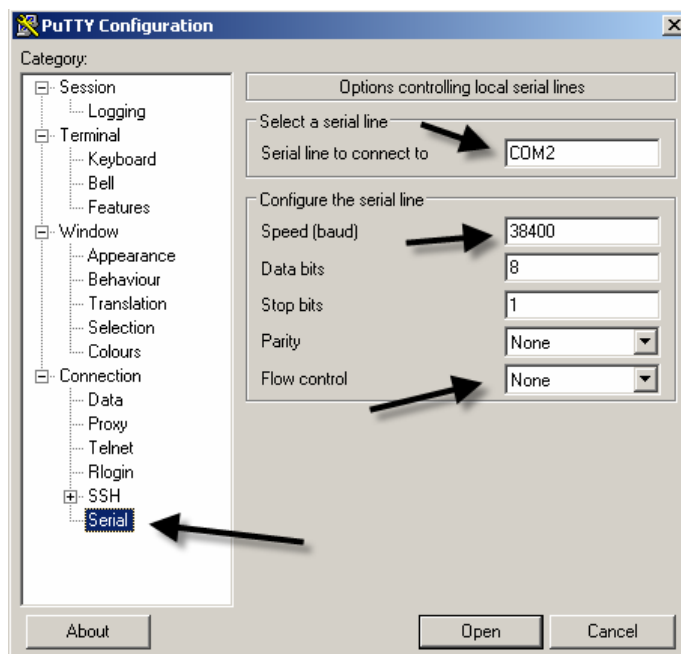 PuTTY Configuration
Category:
Session
Logging
Terminal
Keyboard
Bell
Features
Window
Appearance
Behaviour
Translation
Selection
Colours
Connection
Data
Proxy
Telnet
Rlogin
SSH
Serial
Options controlling local serial lines
Select a serial line
Serial line to connect to COM2
Configure the serial line
Speed (baud) 38400
Data bits 8
Stop bits 1
Parity None
Flow control None
About Open Cancel